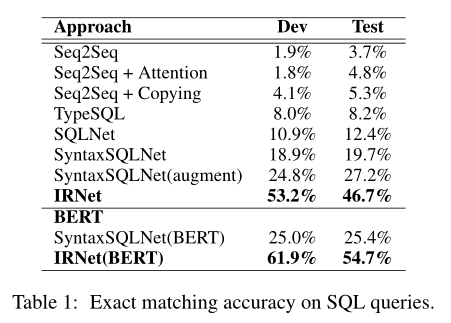 Approach Dev Test
Seq2Seq 1.9% 3.7%
Seq2Seq + Attention 1.8% 4.8%
Seq2Seq + Copying 4.1% 5.3%
TypeSQL 8.0% 8.2%
SQLNet 10.9% 12.4%
SyntaxSQLNet 18.9% 19.7%
SyntaxSQLNet(augment) 24.8% 27.2%
IRNet 53.2% 46.7%
BERT
SyntaxSQLNet(BERT) 25.0% 25.4%
IRNet(BERT) 61.9% 54.7%
Table 1: Exact matching accuracy on SQL queries.